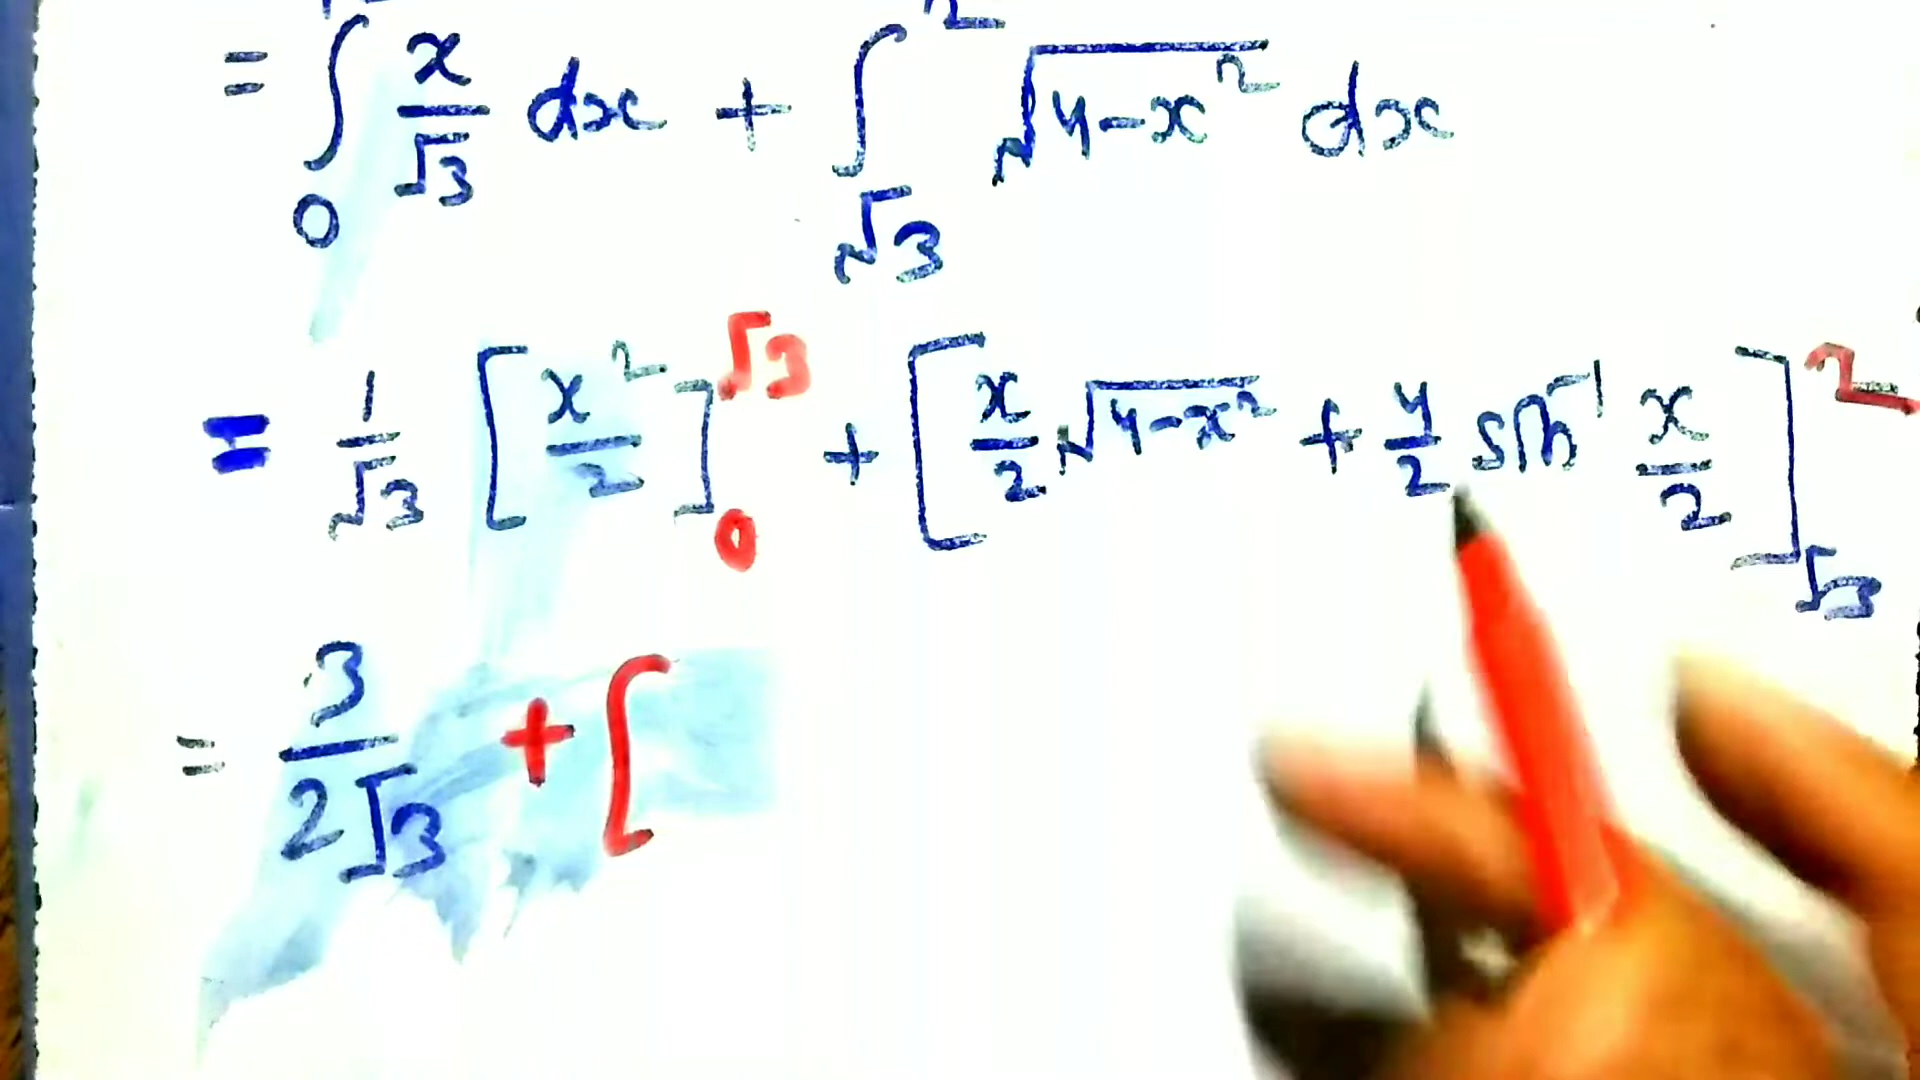 = ∫₀ x/√3 dx + ∫_√3^2 √(4-x²) dx
= 1/√3 [x²/2]₀^√3 + [x/2 √(4-x²) + 4/2 sin⁻¹ x/2]_√3^2
= 3/2√3 + [